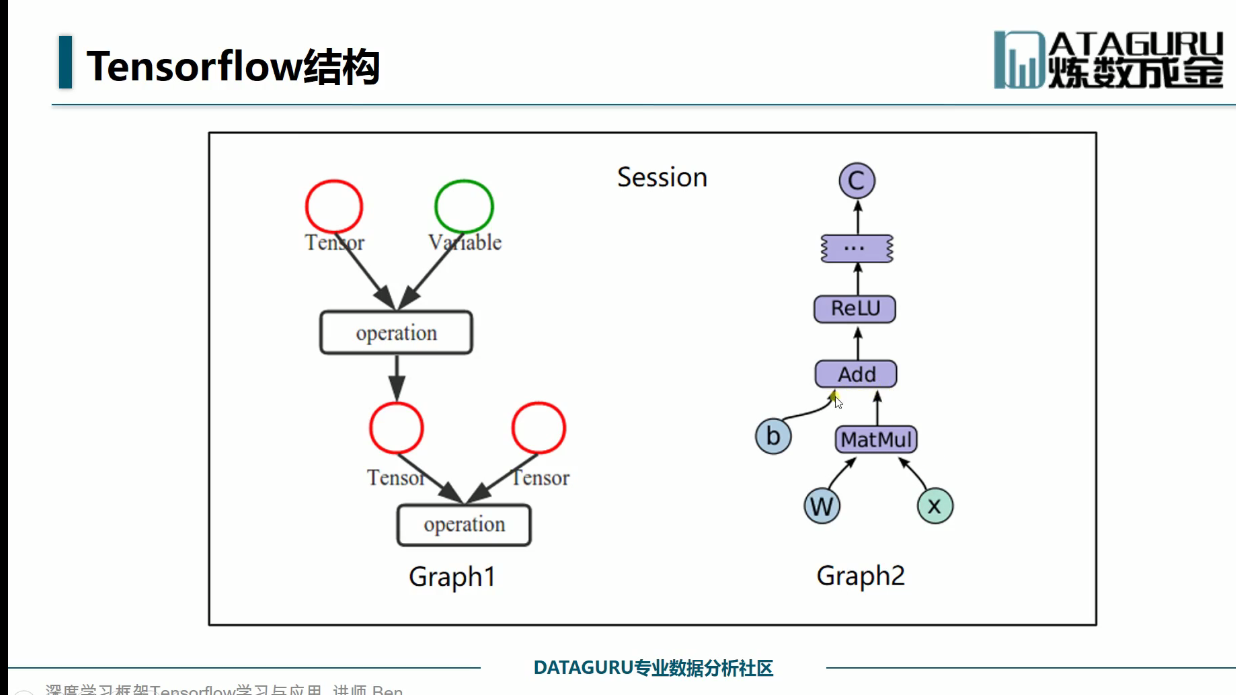 Tensorflow结构
DATAGURU
炼数成金
Session
Tensor
Variable
operation
Tensor
Tensor
operation
Graph1
C
...
ReLU
Add
b
MatMul
W
x
Graph2
DATAGURU专业数据分析社区
深度学习框架Tensorflow学习与应用 讲师 Ben